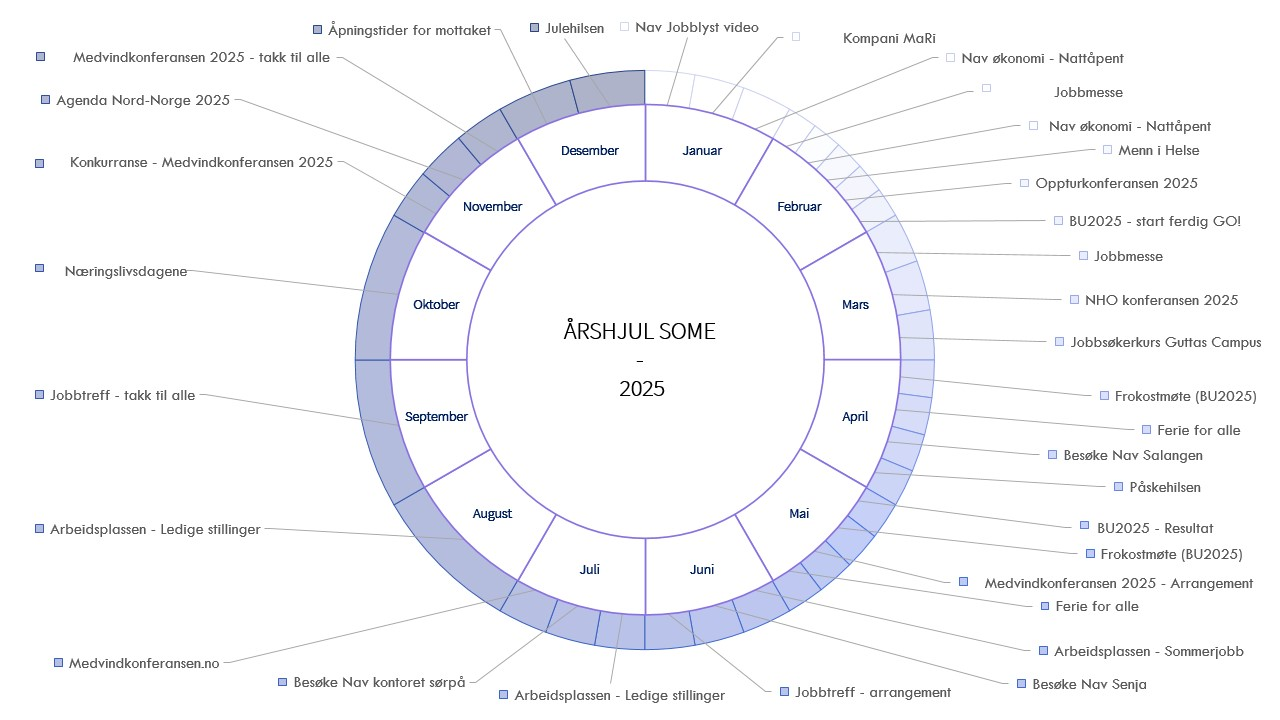 ÅRSHJUL SOME
-
2025
Januar
Februar
Mars
April
Mai
Juni
Juli
August
September
Oktober
November
Desember
Nav Jobblyst video
Kompani MaRi
Nav økonomi - Nattåpent
Jobbmesse
Nav økonomi - Nattåpent
Menn i Helse
Oppturkonferansen 2025
BU2025 - start ferdig GO!
Jobbmesse
NHO konferansen 2025
Jobbsøkerkurs Guttas Campus
Frokostmøte (BU2025)
Ferie for alle
Besøke Nav Salangen
Påskehilsen
BU2025 - Resultat
Frokostmøte (BU2025)
Medvindkonferansen 2025 - Arrangement
Ferie for alle
Arbeidsplassen - Sommerjobb
Besøke Nav Senja
Jobbtreff - arrangement
Arbeidsplassen - Ledige stillinger
Besøke Nav kontoret sørpå
Medvindkonferansen.no
Arbeidsplassen - Ledige stillinger
Jobbtreff - takk til alle
Næringslivsdagene
Konkurranse - Medvindkonferansen 2025
Agenda Nord-Norge 2025
Medvindkonferansen 2025 - takk til alle
Åpningstider for mottaket
Julehilsen